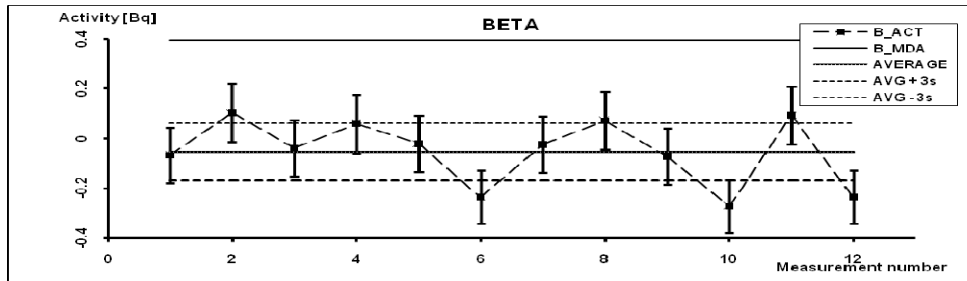 Activity [Bq]
BETA
0.4
0.2
0
-0.2
-0.4
0 2 4 6 8 10 12
Measurement number
B_ACT
B_MDA
AVERAGE
AVG+3s
AVG-3s